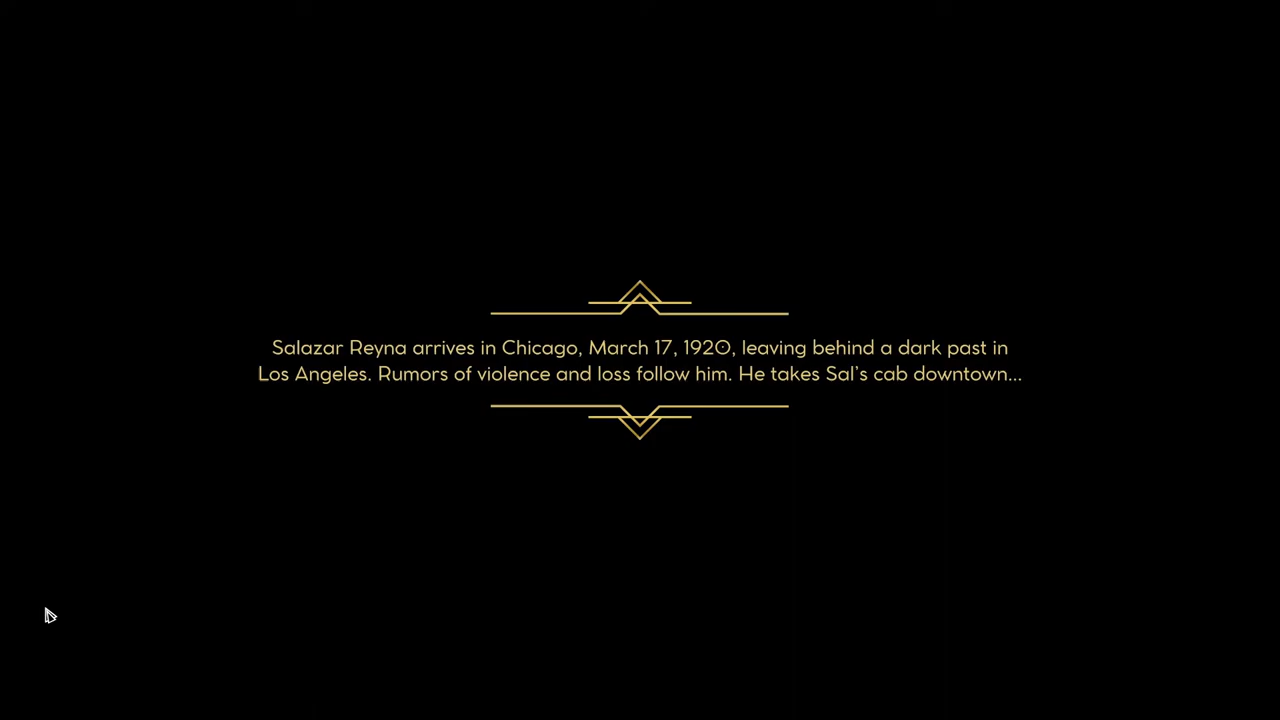 Salazar Reyna arrives in Chicago, March 17, 1920, leaving behind a dark past in
Los Angeles. Rumors of violence and loss follow him. He takes Sal's cab downtown...